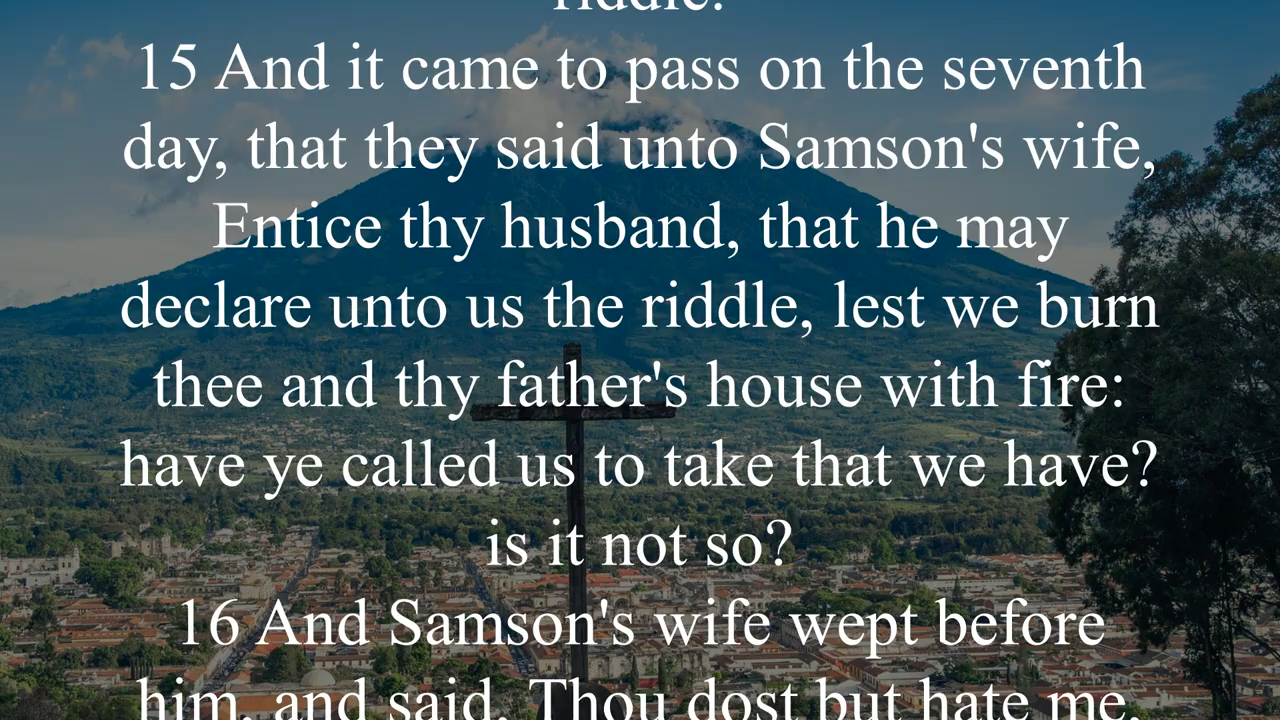 riddle.
15 And it came to pass on the seventh
day, that they said unto Samson's wife,
Entice thy husband, that he may
declare unto us the riddle, lest we burn
thee and thy father's house with fire:
have ye called us to take that we have?
is it not so?
16 And Samson's wife wept before
him, and said, Thou dost but hate me,